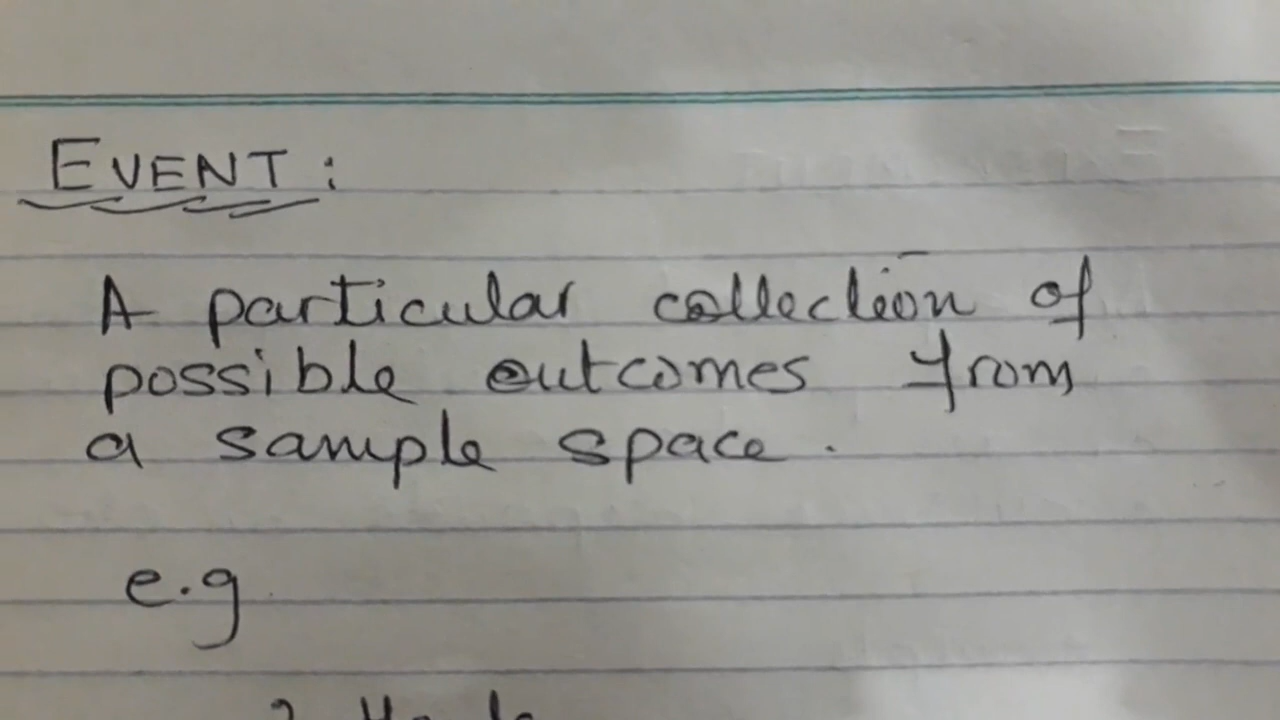 EVENT:
A particular collection of
possible outcomes from
a sample space.
e.g